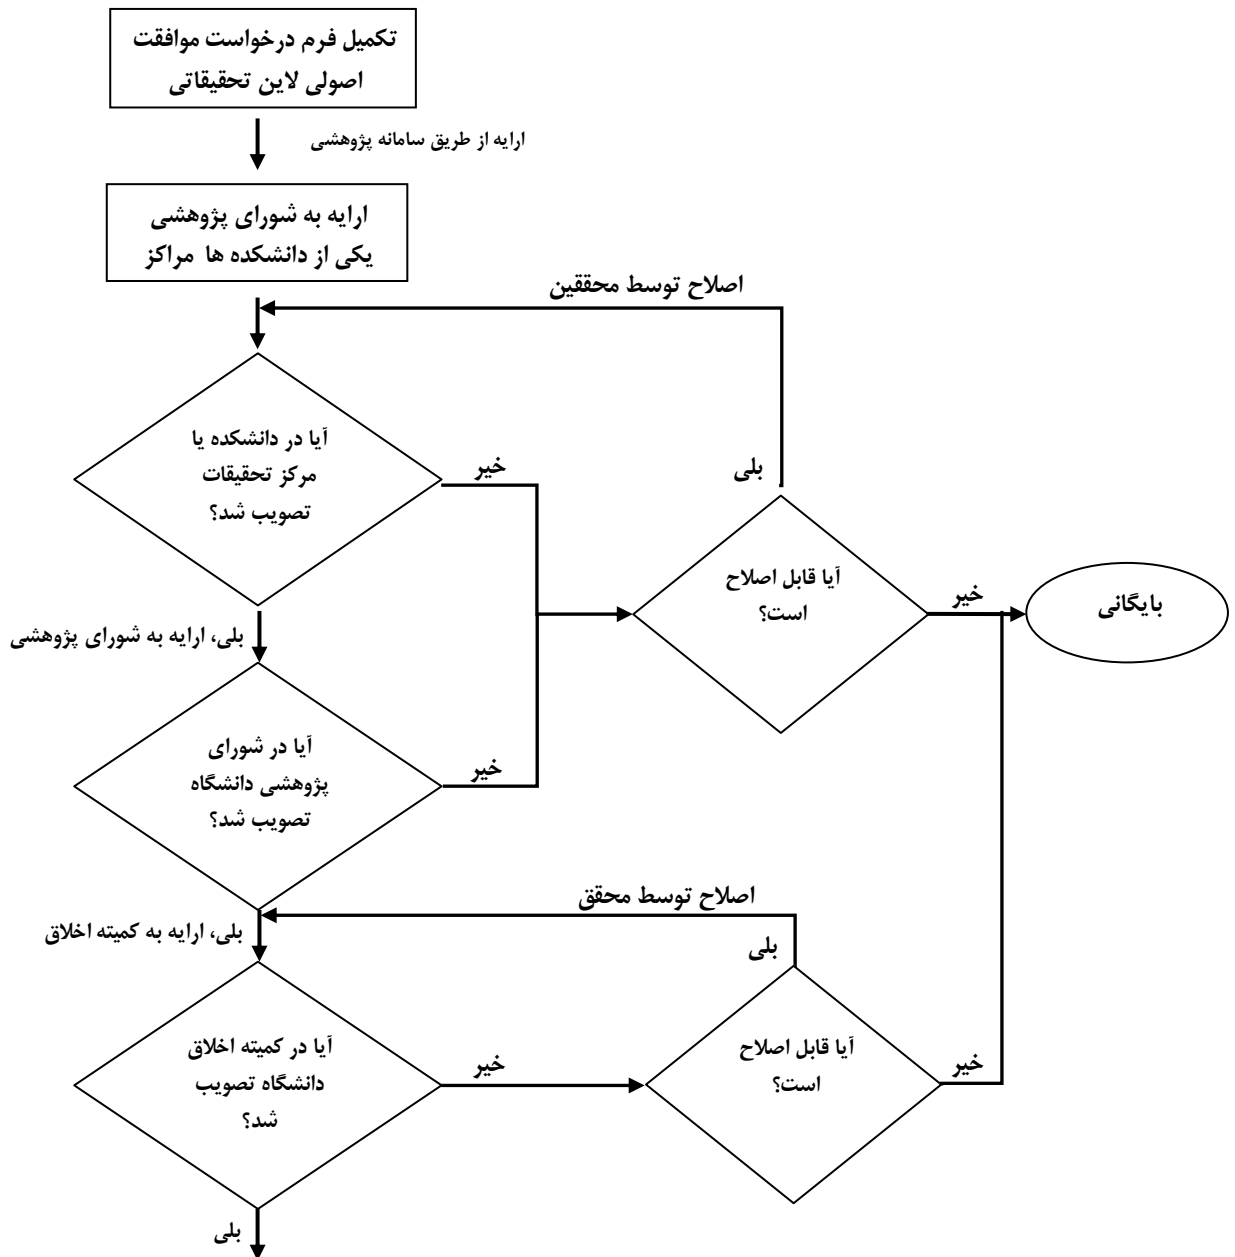 تکمیل فرم درخواست موافقت
اصولی لاین تحقیقاتی
ارایه از طریق سامانه پژوهشی
ارایه به شورای پژوهشی
یکی از دانشکده ها مراکز
اصلاح توسط محققین
آیا در دانشکده یا
مرکز تحقیقات
تصویب شد؟
خیر
بلی
آیا قابل اصلاح
است؟
خیر
بایگانی
بلی، ارایه به شورای پژوهشی
آیا در شورای
پژوهشی دانشگاه
تصویب شد؟
خیر
اصلاح توسط محقق
بلی، ارایه به کمیته اخلاق
بلی
آیا در کمیته اخلاق
دانشگاه تصویب
شد؟
خیر
آیا قابل اصلاح
است؟
خیر
بلی